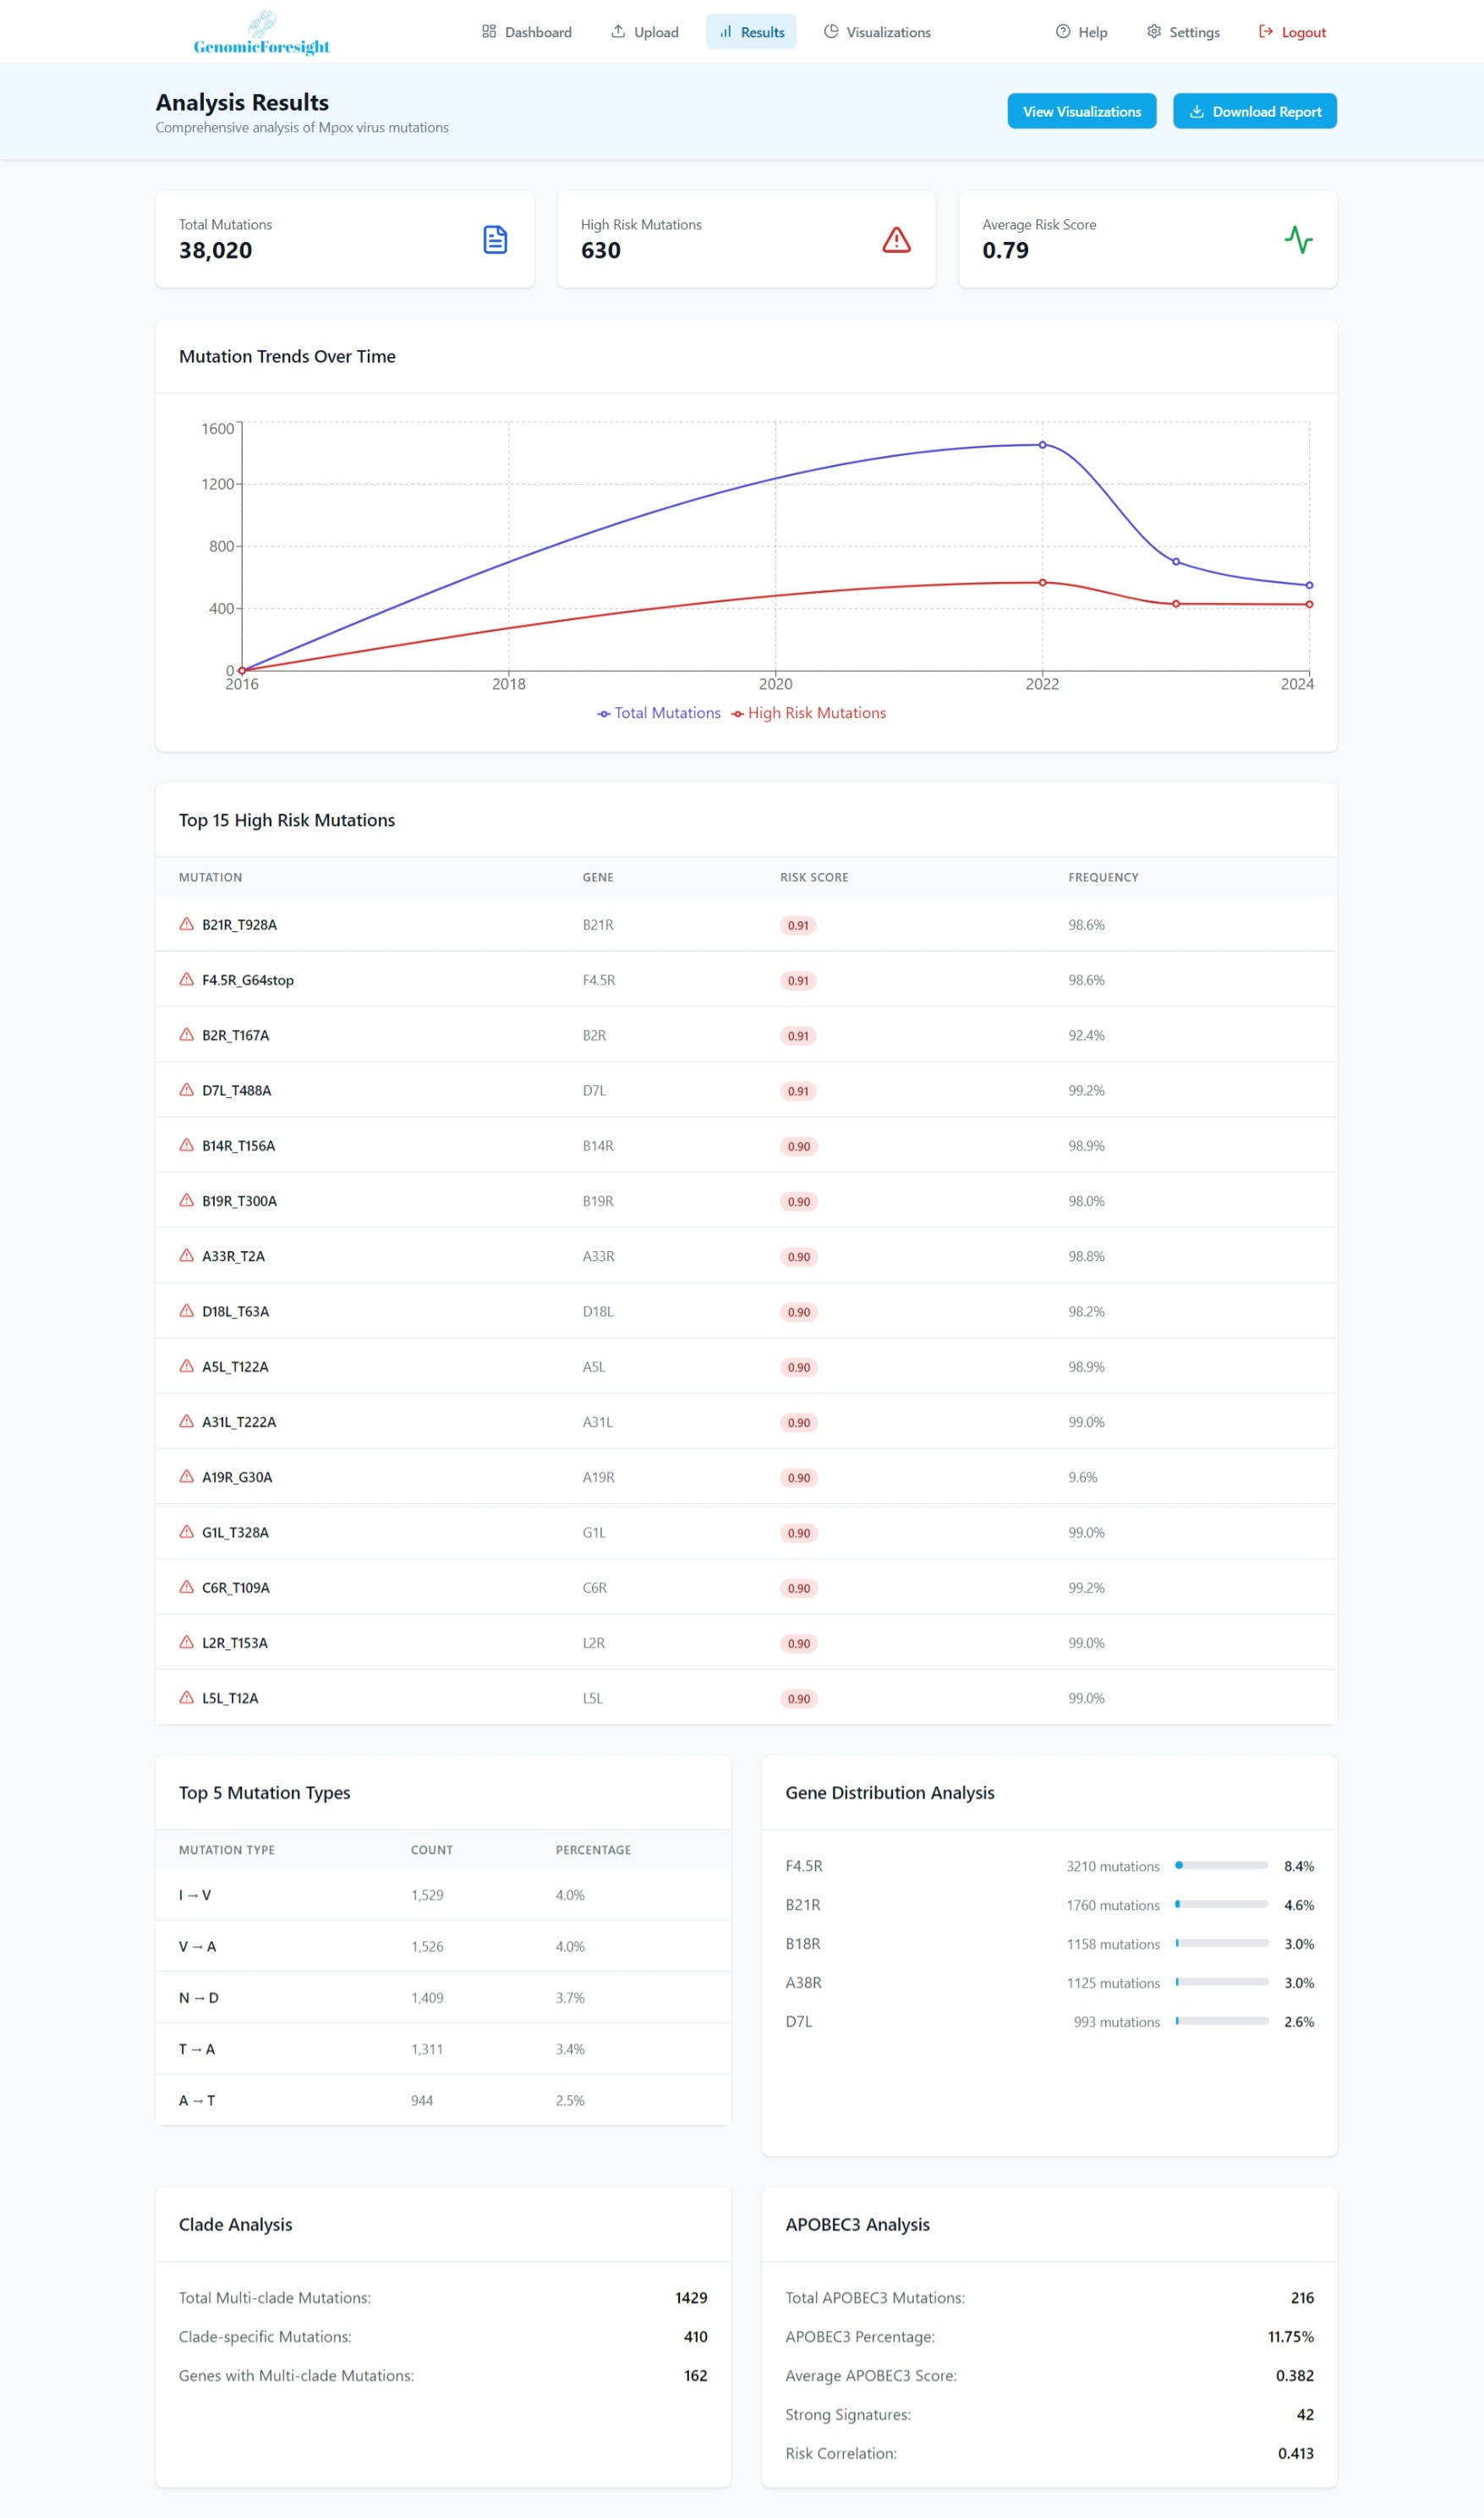 GenomicForesight
Dashboard Upload Results Visualizations Help Settings Logout
Analysis Results
Comprehensive analysis of Mpox virus mutations
View Visualizations Download Report
Total Mutations
38,020
High Risk Mutations
630
Average Risk Score
0.79
Mutation Trends Over Time
1600
1200
800
400
0
2016 2018 2020 2022 2024
Total Mutations High Risk Mutations
Top 15 High Risk Mutations
MUTATION GENE RISK SCORE FREQUENCY
B21R_T928A B21R 0.91 98.6%
F4.5R_G64stop F4.5R 0.91 98.6%
B2R_T167A B2R 0.91 92.4%
D7L_T488A D7L 0.91 99.2%
B14R_T156A B14R 0.90 98.9%
B19R_T300A B19R 0.90 98.0%
A33R_T2A A33R 0.90 98.8%
D18L_T63A D18L 0.90 98.2%
A5L_T122A A5L 0.90 98.9%
A31L_T222A A31L 0.90 99.0%
A19R_G30A A19R 0.90 9.6%
G1L_T328A G1L 0.90 99.0%
C6R_T109A C6R 0.90 99.2%
L2R_T153A L2R 0.90 99.0%
L5L_T12A L5L 0.90 99.0%
Top 5 Mutation Types
MUTATION TYPE COUNT PERCENTAGE
I → V 1,529 4.0%
V → A 1,526 4.0%
N → D 1,409 3.7%
T → A 1,311 3.4%
A → T 944 2.5%
Gene Distribution Analysis
F4.5R 3210 mutations 8.4%
B21R 1760 mutations 4.6%
B18R 1158 mutations 3.0%
A38R 1125 mutations 3.0%
D7L 993 mutations 2.6%
Clade Analysis
Total Multi-clade Mutations: 1429
Clade-specific Mutations: 410
Genes with Multi-clade Mutations: 162
APOBEC3 Analysis
Total APOBEC3 Mutations: 216
APOBEC3 Percentage: 11.75%
Average APOBEC3 Score: 0.382
Strong Signatures: 42
Risk Correlation: 0.413